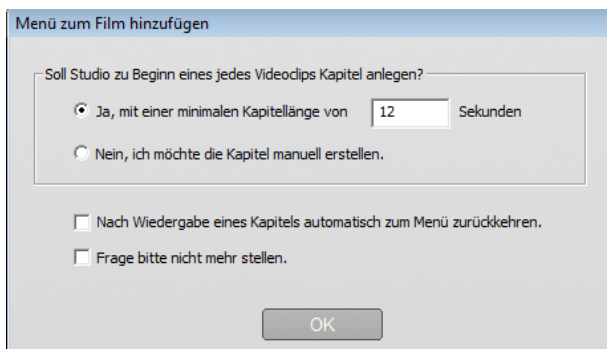 Menü zum Film hinzufügen
Soll Studio zu Beginn eines jedes Videoclips Kapitel anlegen?
Ja, mit einer minimalen Kapitellänge von 12 Sekunden
Nein, ich möchte die Kapitel manuell erstellen.
Nach Wiedergabe eines Kapitels automatisch zum Menü zurückkehren.
Frage bitte nicht mehr stellen.
OK